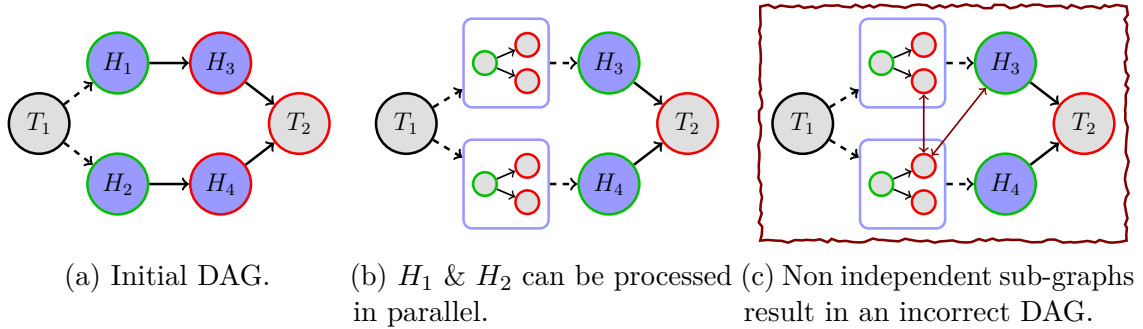 H1 H3
T1 T2
H2 H4
H3
T1 T2
H4
H3
T1 T2
H4
(a) Initial DAG.
(b) H1 & H2 can be processed
in parallel.
(c) Non independent sub-graphs
result in an incorrect DAG.